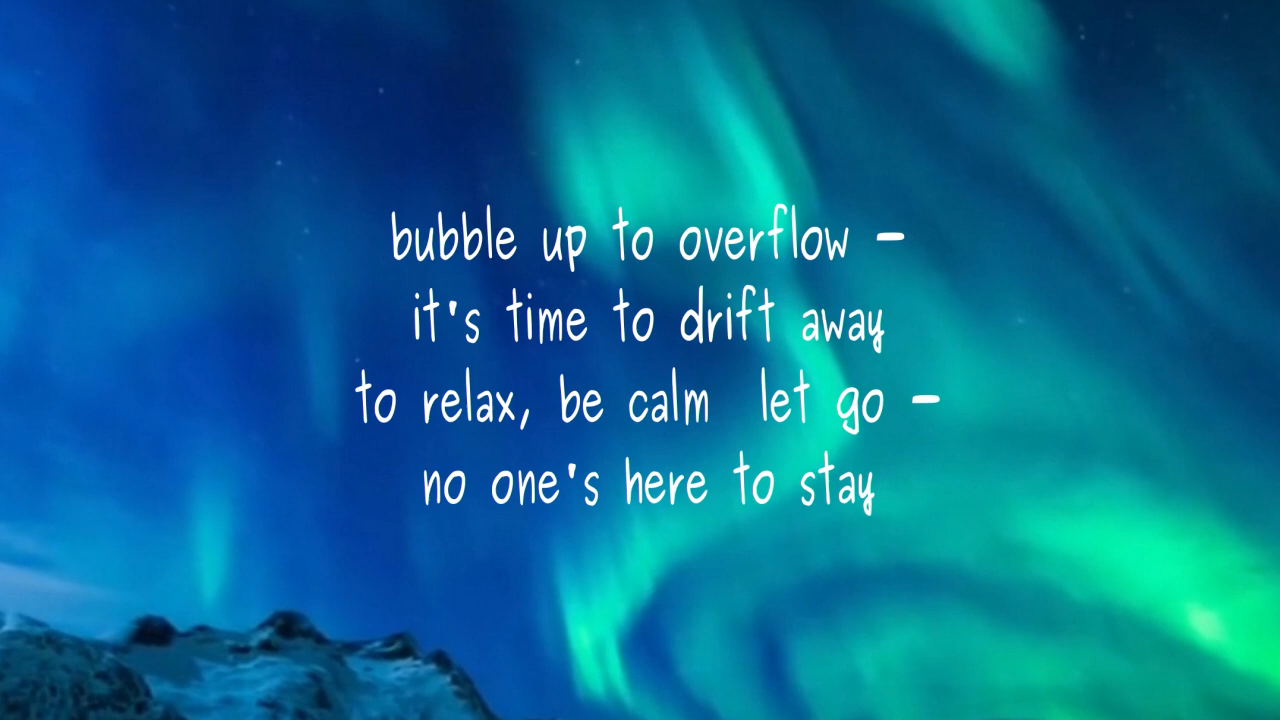 bubble up to overflow -
it's time to drift away
to relax, be calm  let go -
no one's here to stay